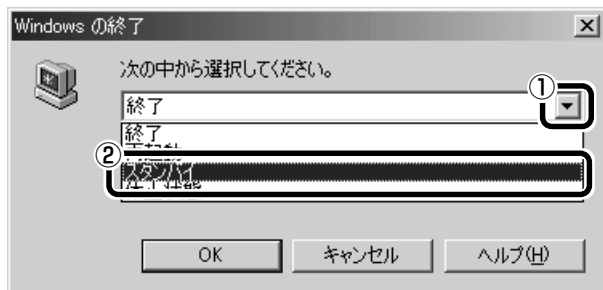 Windows の終了
次の中から選択してください。
①
終了
終了
②
スタンバイ
OK
キャンセル
ヘルプ(H)